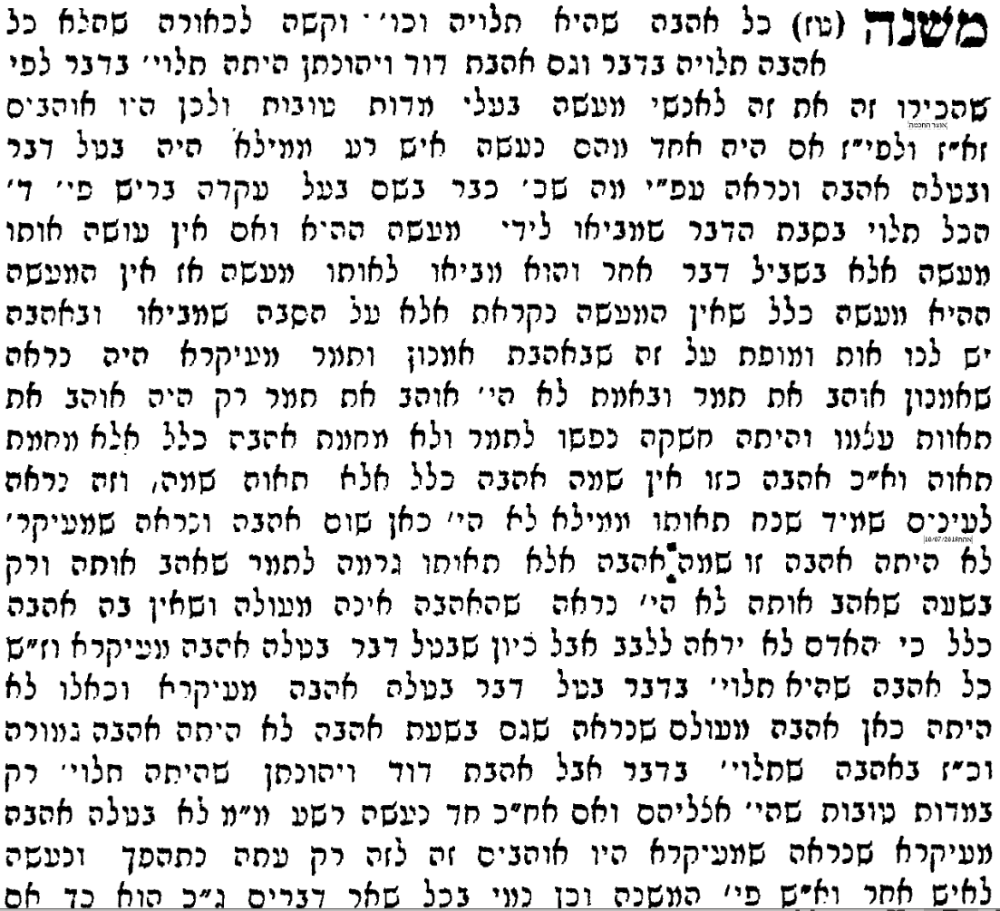 משנה (טז) כל אהבה שהיא תלויה וכו׳ וקשה לכאורה שהלא כל
אהבה תלויה בדבר וגם אהבת דוד ויהונתן היתה תלוי׳ בדבר לפי
שהכירו זה את זה לאנשי מעשה בעלי מדות טובות ולכן היו אוהבים
אוצר החכמה
זא״ז ולפי״ז אם היה אחד מהם נעשה איש רע ממילא היה בטל דבר
ובטלה אהבה ונראה עפ״י מה שכ׳ כבר בשם בעל עקדה בריש פי׳ ד׳
הכל תלוי בסבת הדבר שמביאו לידי מעשה ההיא ואם אין עושה אותו
מעשה אלא בשביל דבר אחר והוא מביאו לאותו מעשה אז אין המעשה
ההיא מעשה כלל שאין המעשה נקראת אלא על הסבה שמביאו ובאהבה
יש לנו אות ומופת על זה שבאהבת אמנון ותמר מעיקרא היה נראה
שאמנון אוהב את תמר ובאמת לא הי׳ אוהב את תמר רק היה אוהב את
תאוות עצמו והיתה חשקה נפשו לתמר ולא מחמת אהבה כלל אלא מחמת
תאוה וא״כ אהבה כזו אין שמה אהבה כלל אלא תאוה שמה, וזה נראה
לעינים שמיד שנח תאותו ממילא לא הי׳ כאן שום אהבה ונראה שמעיקר׳
אהח10/07/2018
לא היתה אהבה זו שמה אהבה אלא תאותו גרמה לתמר שאהב אותה ורק
בשעה שאהב אותה לא הי׳ נראה שהאהבה אינה מעולה ושאין בה אהבה
כלל כי האדם לא יראה ללבב אבל כיון שבטל דבר בטלה אהבה מעיקרא וז״ש
כל אהבה שהיא תלוי׳ בדבר בטל דבר בטלה אהבה מעיקרא וכאלו לא
היתה כאן אהבה מעולם שנראה שגם בשעת אהבה לא היתה אהבה גמורה
וכ״ז באהבה שתלוי׳ בדבר אבל אהבת דוד ויהונתן שהיתה תלוי׳ רק
במדות טובות שהי׳ אצליהם ואם אח״כ חד נעשה רשע מ״מ לא בטלה אהבה
מעיקרא שנראה שמעיקרא היו אוהבים זה לזה רק עתה נתהפך ונעשה
לאיש אחר וא״ש פי׳ המשנה וכן נמי בכל שאר דברים ג״כ הוא כך אם